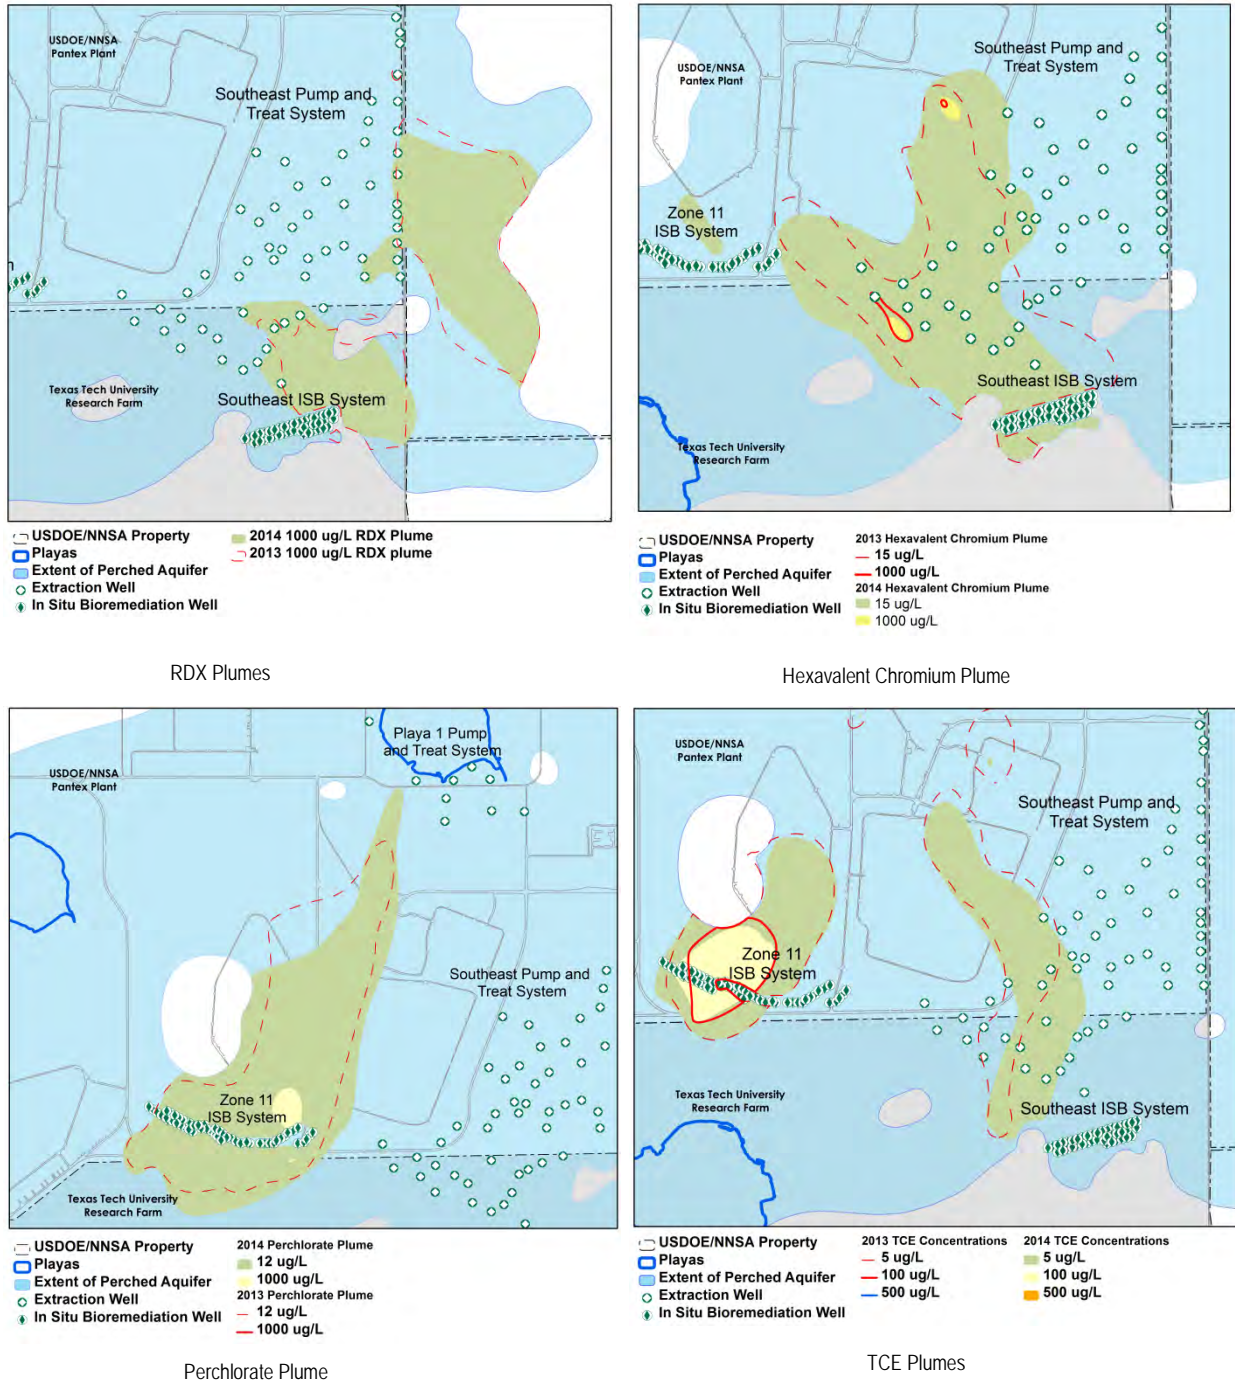 USDOE/NNSA
Pantex Plant
Southeast Pump and
Treat System
Texas Tech University
Research Farm
Southeast ISB System
USDOE/NNSA Property
Playas
Extent of Perched Aquifer
Extraction Well
In Situ Bioremediation Well
2014 1000 ug/L RDX Plume
2013 1000 ug/L RDX plume
RDX Plumes
USDOE/NNSA
Pantex Plant
Southeast Pump and
Treat System
Zone 11
ISB System
Southeast ISB System
Texas Tech University
Research Farm
USDOE/NNSA Property
Playas
Extent of Perched Aquifer
Extraction Well
In Situ Bioremediation Well
2013 Hexavalent Chromium Plume
15 ug/L
1000 ug/L
2014 Hexavalent Chromium Plume
15 ug/L
1000 ug/L
Hexavalent Chromium Plume
USDOE/NNSA
Pantex Plant
Playa 1 Pump
and Treat System
Southeast Pump and
Treat System
Zone 11
ISB System
Texas Tech University
Research Farm
USDOE/NNSA Property
Playas
Extent of Perched Aquifer
Extraction Well
In Situ Bioremediation Well
2014 Perchlorate Plume
12 ug/L
1000 ug/L
2013 Perchlorate Plume
12 ug/L
1000 ug/L
Perchlorate Plume
USDOE/NNSA
Pantex Plant
Southeast Pump and
Treat System
Zone 11
ISB System
Texas Tech University
Research Farm
Southeast ISB System
USDOE/NNSA Property
Playas
Extent of Perched Aquifer
Extraction Well
In Situ Bioremediation Well
2013 TCE Concentrations
5 ug/L
100 ug/L
500 ug/L
2014 TCE Concentrations
5 ug/L
100 ug/L
500 ug/L
TCE Plumes